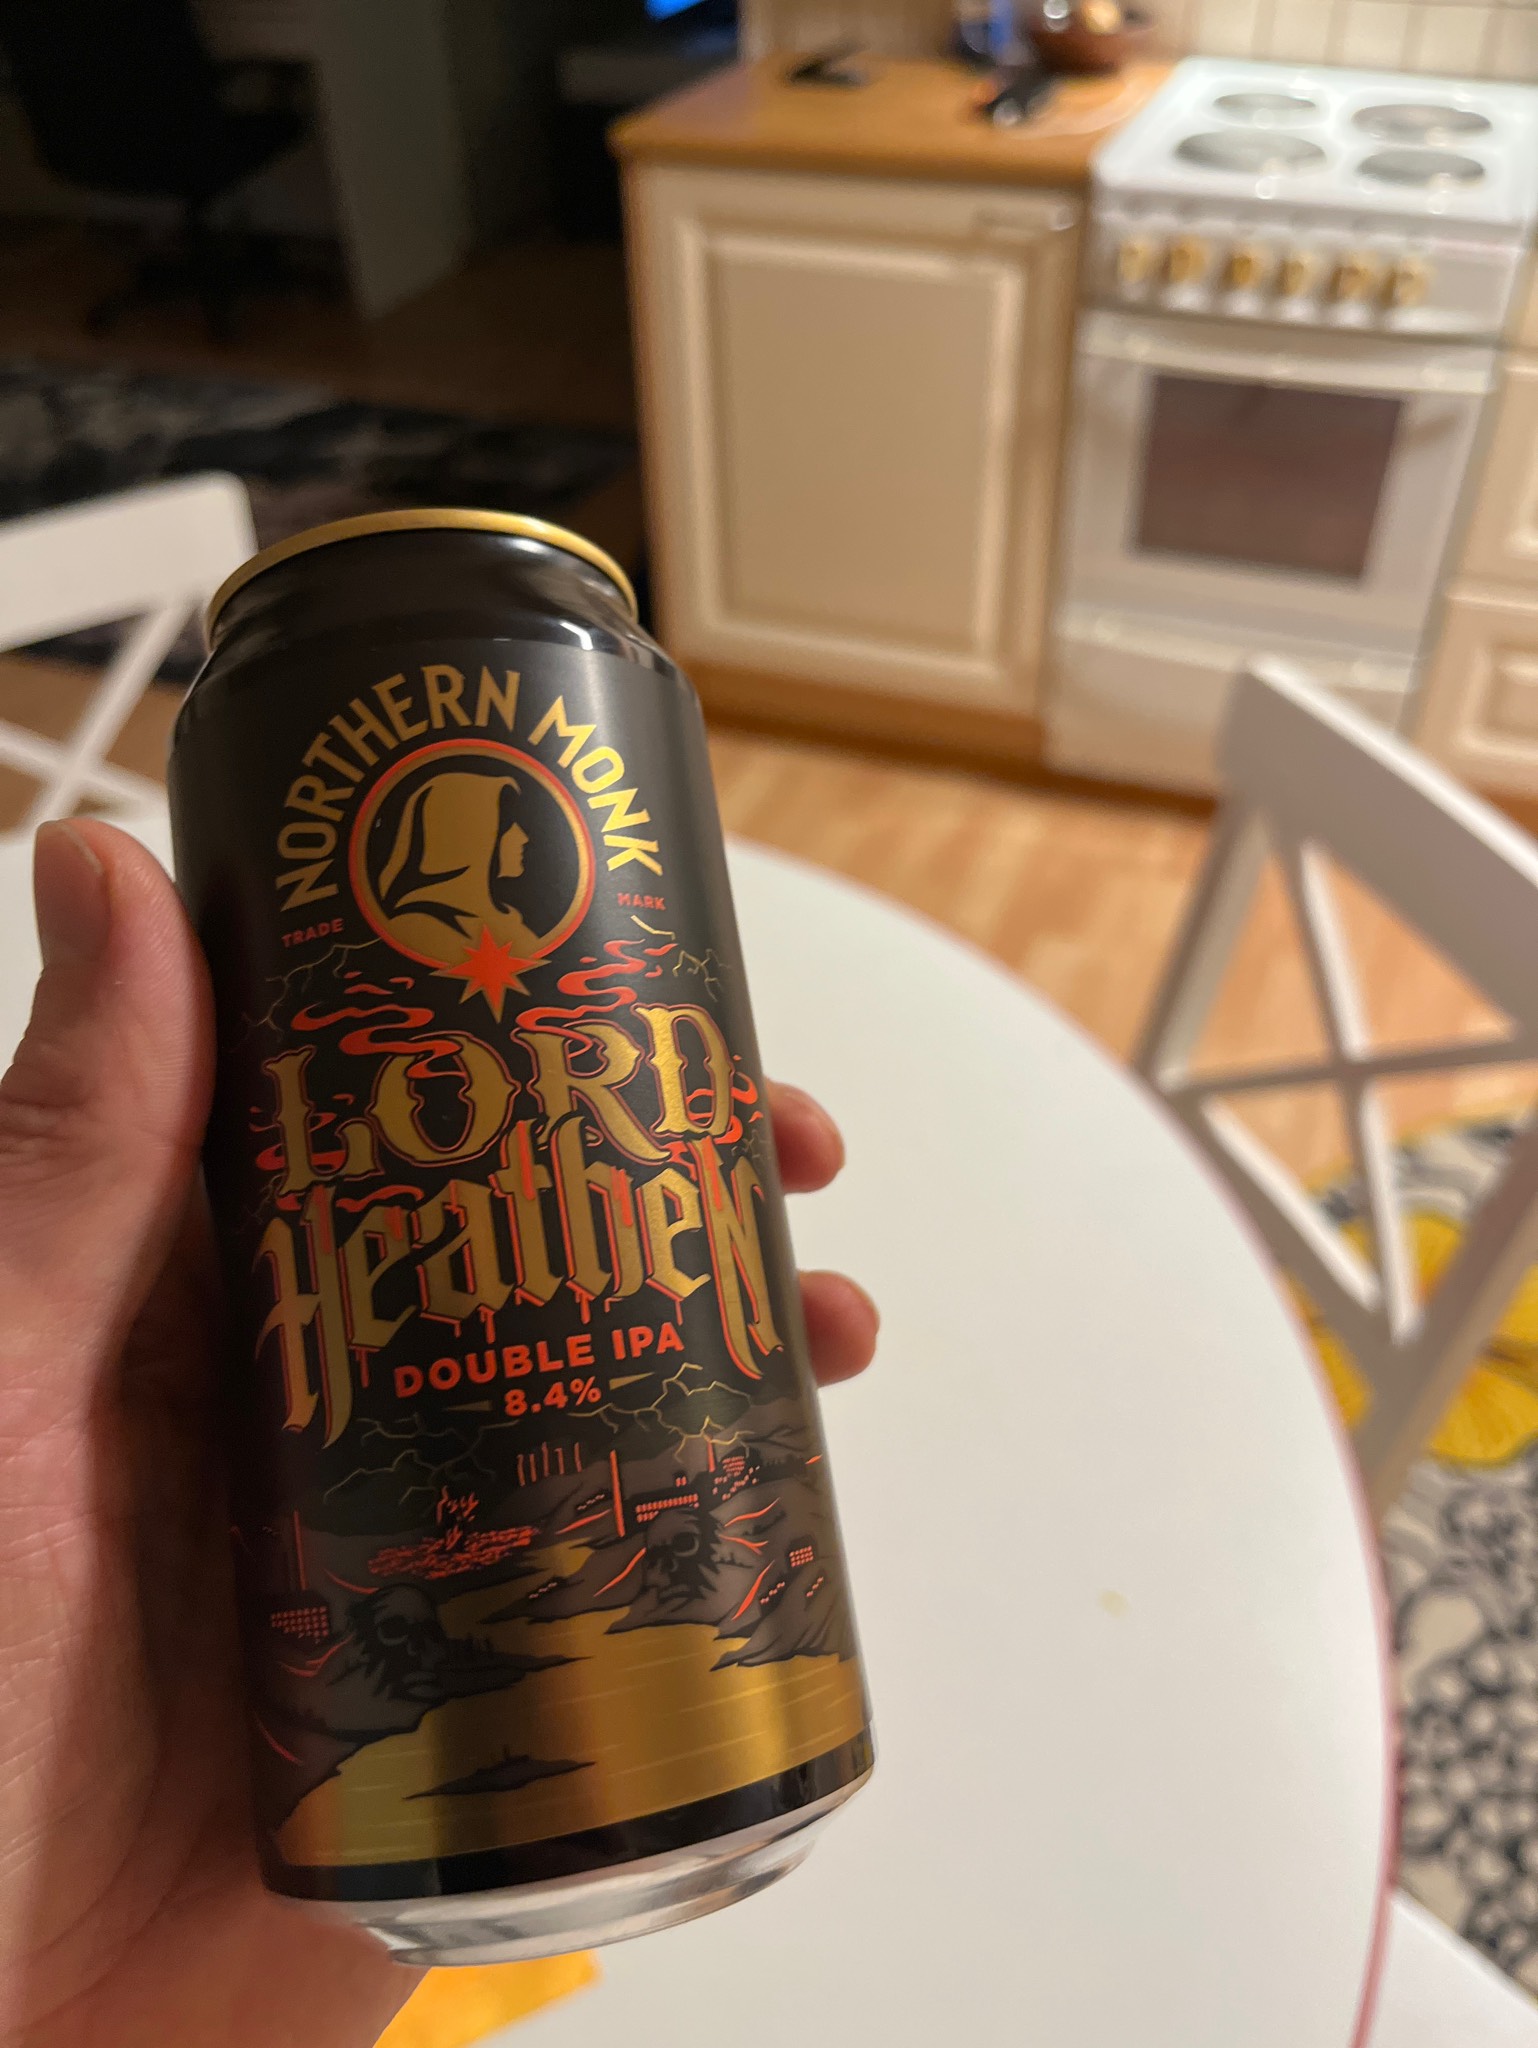 NORTHERN MONK
TRADE MARK
LORD
HeatheN
DOUBLE IPA
8.4%